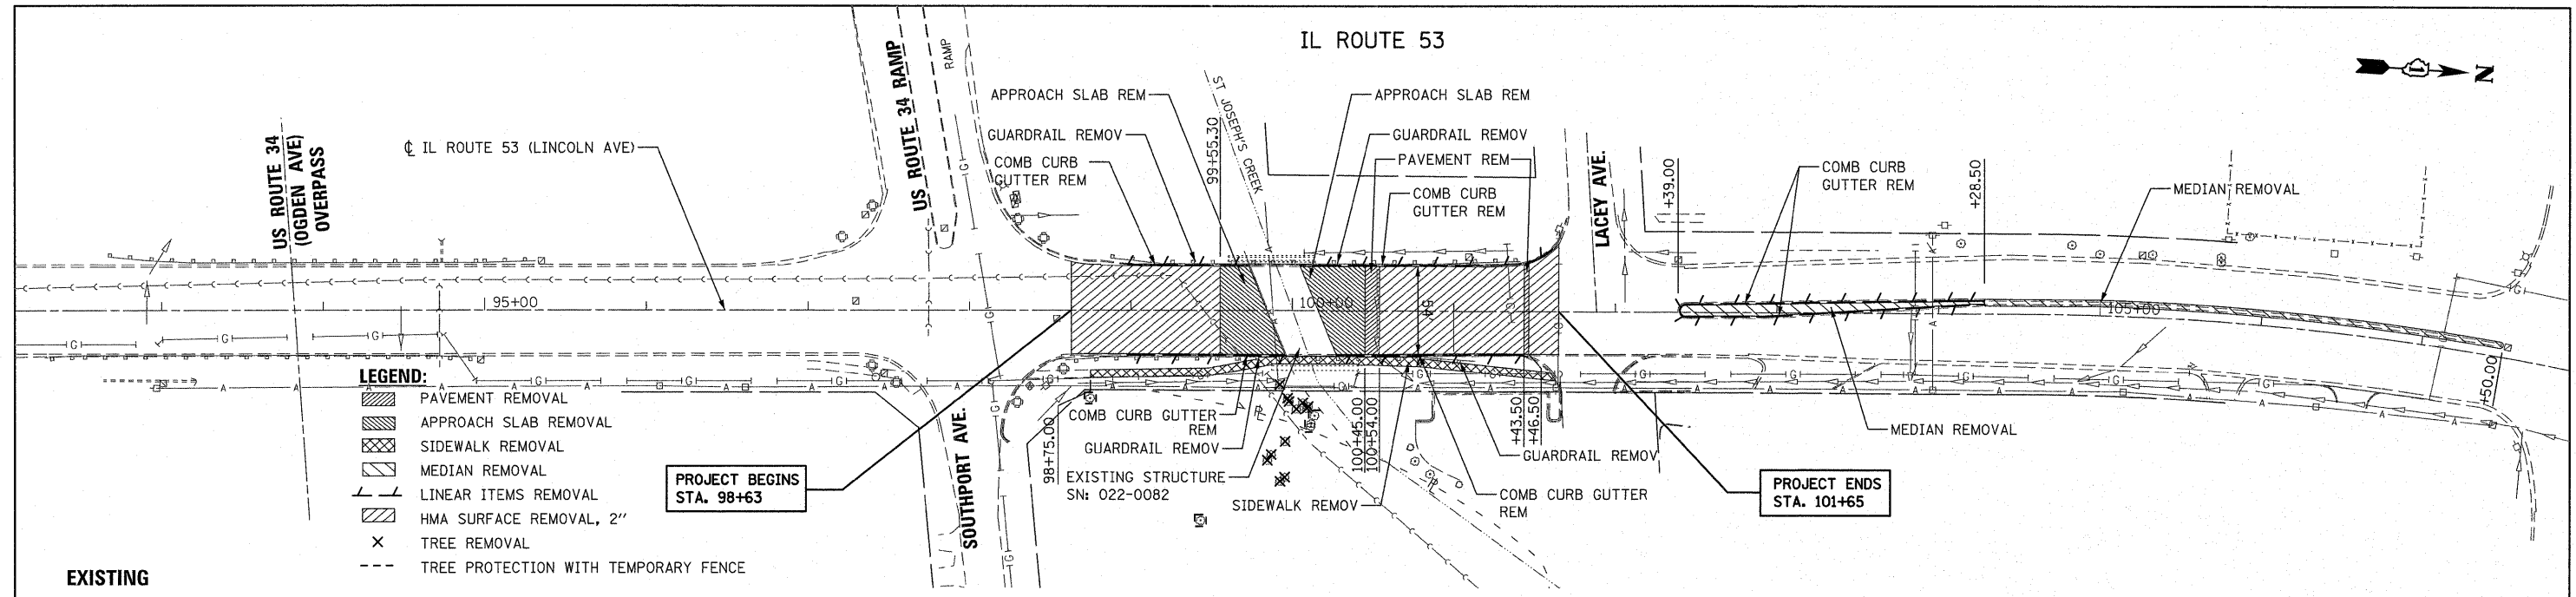 IL ROUTE 53
N
US ROUTE 34
(OGDEN AVE)
OVERPASS
℄ IL ROUTE 53 (LINCOLN AVE)
US ROUTE 34 RAMP
RAMP
APPROACH SLAB REM
GUARDRAIL REMOV
COMB CURB
GUTTER REM
99+55.30
ST JOSEPH'S CREEK
APPROACH SLAB REM
GUARDRAIL REMOV
PAVEMENT REM
COMB CURB
GUTTER REM
LACEY AVE.
+39.00
COMB CURB
GUTTER REM
+28.50
MEDIAN REMOVAL
95+00
100+00
54'
105+00
+50.00
LEGEND:
PAVEMENT REMOVAL
APPROACH SLAB REMOVAL
SIDEWALK REMOVAL
MEDIAN REMOVAL
LINEAR ITEMS REMOVAL
HMA SURFACE REMOVAL, 2"
TREE REMOVAL
TREE PROTECTION WITH TEMPORARY FENCE
PROJECT BEGINS
STA. 98+63
SOUTHPORT AVE.
98+75.00
COMB CURB GUTTER
REM
GUARDRAIL REMOV
EXISTING STRUCTURE
SN: 022-0082
SIDEWALK REMOV
100+45.00
100+54.00
+43.50
+46.50
GUARDRAIL REMOV
COMB CURB GUTTER
REM
MEDIAN REMOVAL
PROJECT ENDS
STA. 101+65
EXISTING